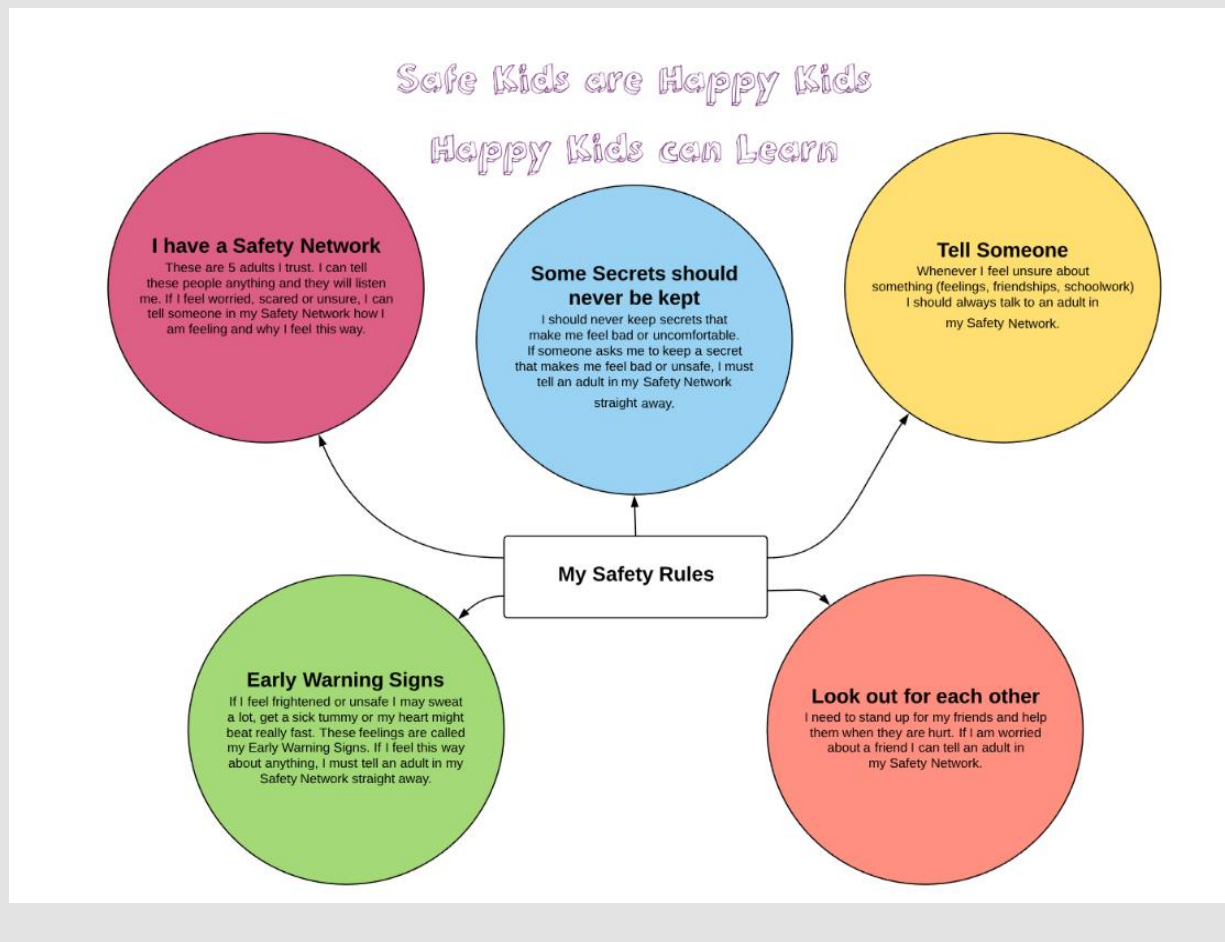 Safe Kids are Happy Kids
Happy Kids can Learn
I have a Safety Network
These are 5 adults I trust. I can tell
these people anything and they will listen
me. If I feel worried, scared or unsure, I can
tell someone in my Safety Network how I
am feeling and why I feel this way.
Some Secrets should
never be kept
I should never keep secrets that
make me feel bad or uncomfortable.
If someone asks me to keep a secret
that makes me feel bad or unsafe, I must
tell an adult in my Safety Network
straight away.
Tell Someone
Whenever I feel unsure about
something (feelings, friendships, schoolwork)
I should always talk to an adult in
my Safety Network.
My Safety Rules
Early Warning Signs
If I feel frightened or unsafe I may sweat
a lot, get a sick tummy or my heart might
beat really fast. These feelings are called
my Early Warning Signs. If I feel this way
about anything, I must tell an adult in my
Safety Network straight away.
Look out for each other
I need to stand up for my friends and help
them when they are hurt. If I am worried
about a friend I can tell an adult in
my Safety Network.